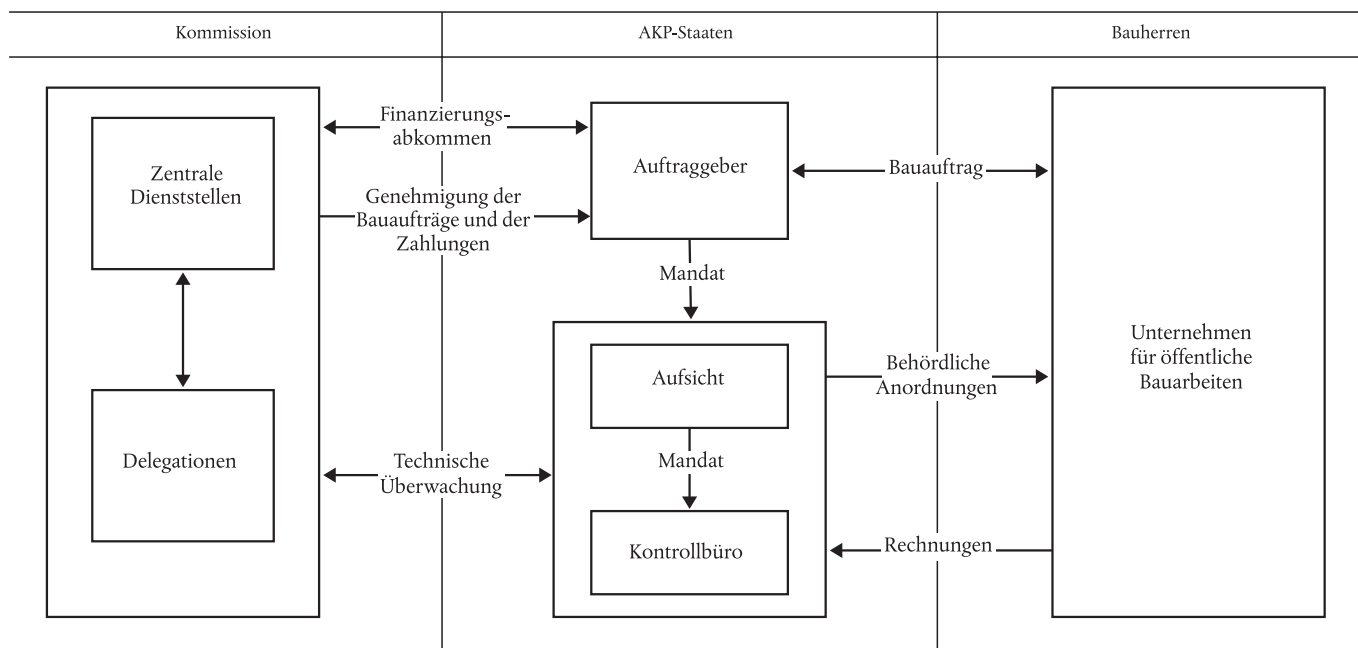 Kommission
AKP-Staaten
Bauherren
Finanzierungs-
abkommen
Zentrale
Dienststellen
Auftraggeber
Bauauftrag
Genehmigung der
Bauaufträge und der
Zahlungen
Mandat
Unternehmen
für öffentliche
Bauarbeiten
Aufsicht
Behördliche
Anordnungen
Delegationen
Technische
Überwachung
Mandat
Kontrollbüro
Rechnungen